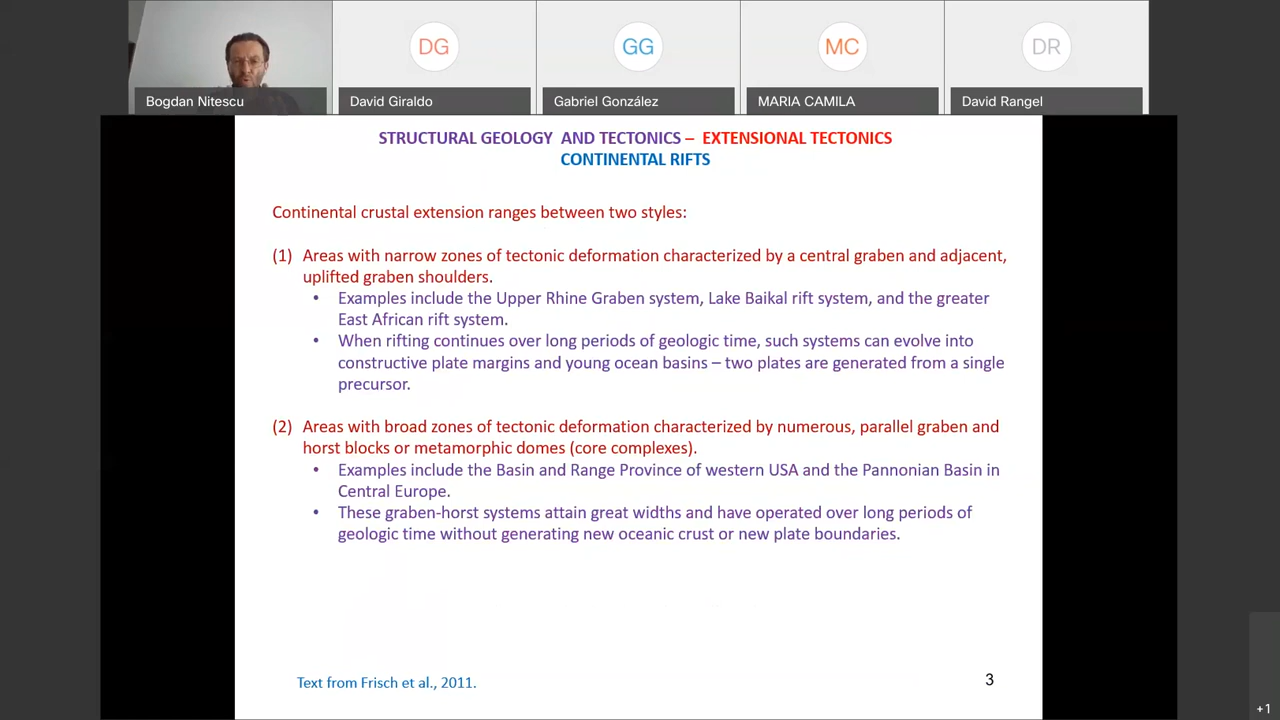 DG
GG
MC
DR
Bogdan Nitescu
David Giraldo
Gabriel González
MARIA CAMILA
David Rangel
STRUCTURAL GEOLOGY AND TECTONICS – EXTENSIONAL TECTONICS
CONTINENTAL RIFTS
Continental crustal extension ranges between two styles:
(1) Areas with narrow zones of tectonic deformation characterized by a central graben and adjacent,
uplifted graben shoulders.
• Examples include the Upper Rhine Graben system, Lake Baikal rift system, and the greater
East African rift system.
• When rifting continues over long periods of geologic time, such systems can evolve into
constructive plate margins and young ocean basins – two plates are generated from a single
precursor.
(2) Areas with broad zones of tectonic deformation characterized by numerous, parallel graben and
horst blocks or metamorphic domes (core complexes).
• Examples include the Basin and Range Province of western USA and the Pannonian Basin in
Central Europe.
• These graben-horst systems attain great widths and have operated over long periods of
geologic time without generating new oceanic crust or new plate boundaries.
Text from Frisch et al., 2011.
3
+1